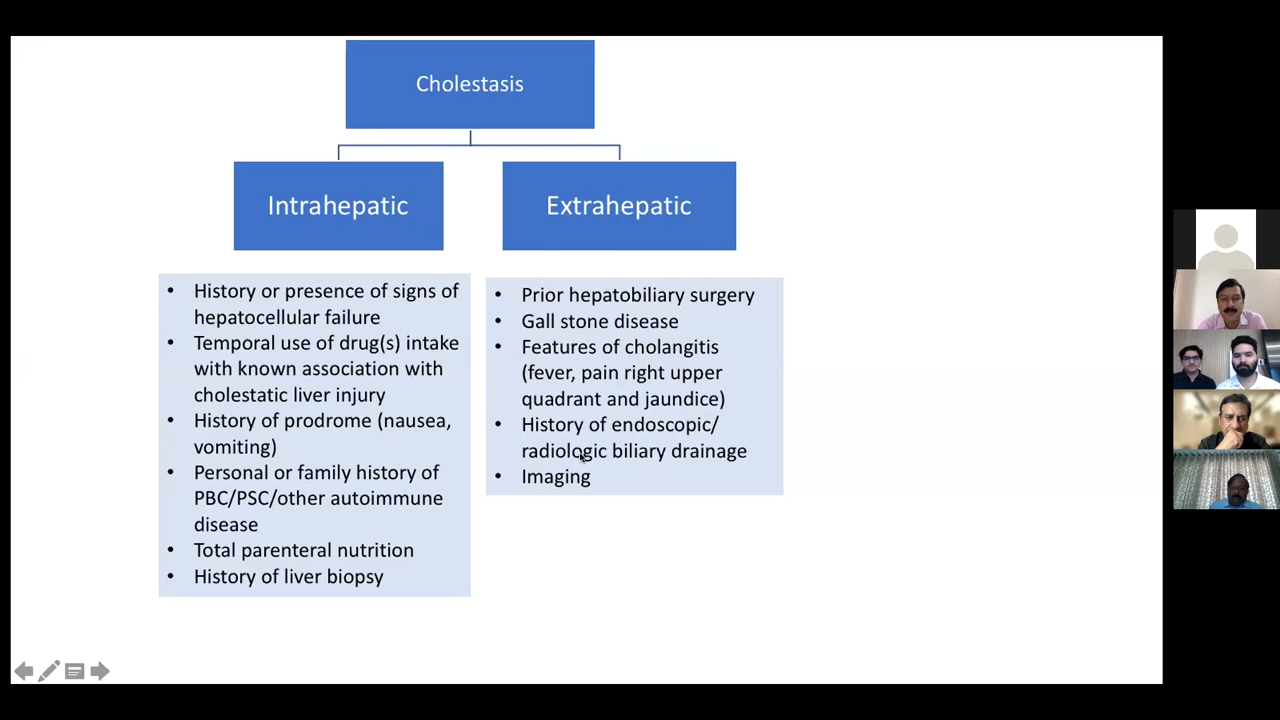 Cholestasis
Intrahepatic
Extrahepatic
• History or presence of signs of
hepatocellular failure
• Temporal use of drug(s) intake
with known association with
cholestatic liver injury
• History of prodrome (nausea,
vomiting)
• Personal or family history of
PBC/PSC/other autoimmune
disease
• Total parenteral nutrition
• History of liver biopsy
• Prior hepatobiliary surgery
• Gall stone disease
• Features of cholangitis
(fever, pain right upper
quadrant and jaundice)
• History of endoscopic/
radiologic biliary drainage
• Imaging